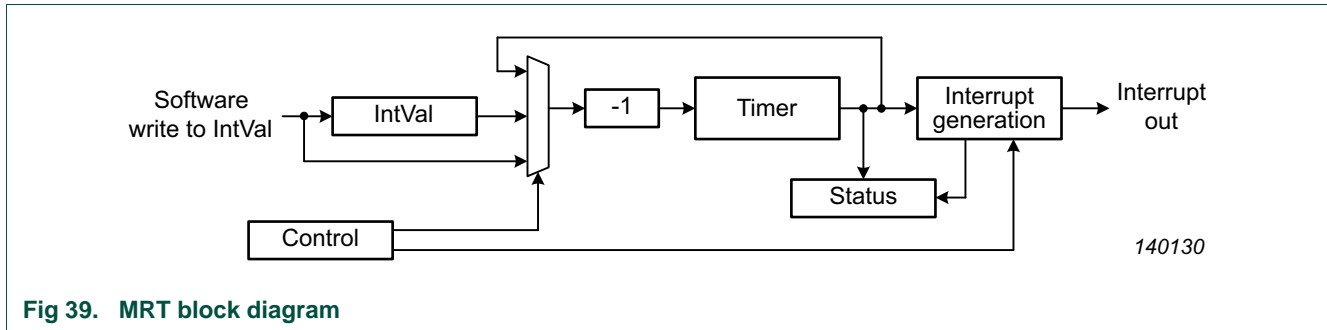 Software
write to IntVal
IntVal
-1
Timer
Interrupt
generation
Interrupt
out
Status
Control
140130
Fig 39. MRT block diagram